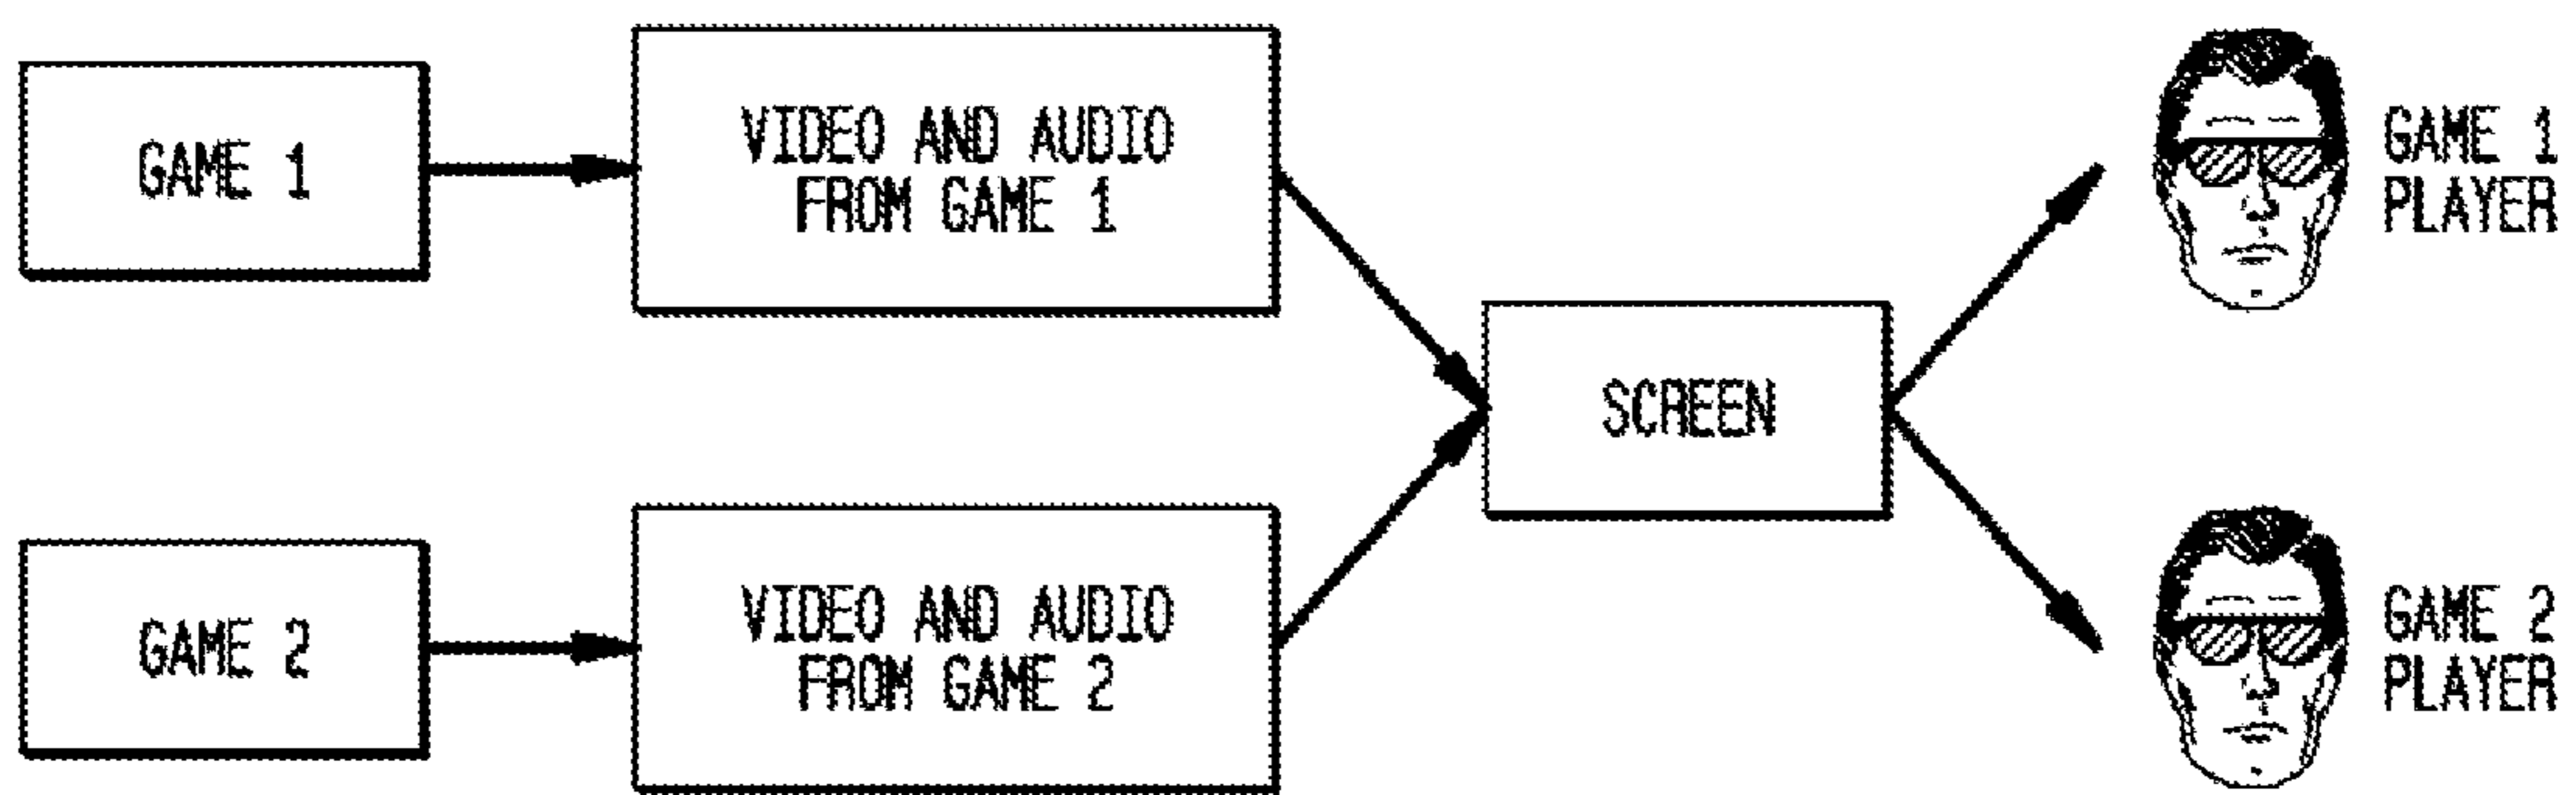 GAME 1
VIDEO AND AUDIO
FROM GAME 1
GAME 1
PLAYER
SCREEN
GAME 2
VIDEO AND AUDIO
FROM GAME 2
GAME 2
PLAYER